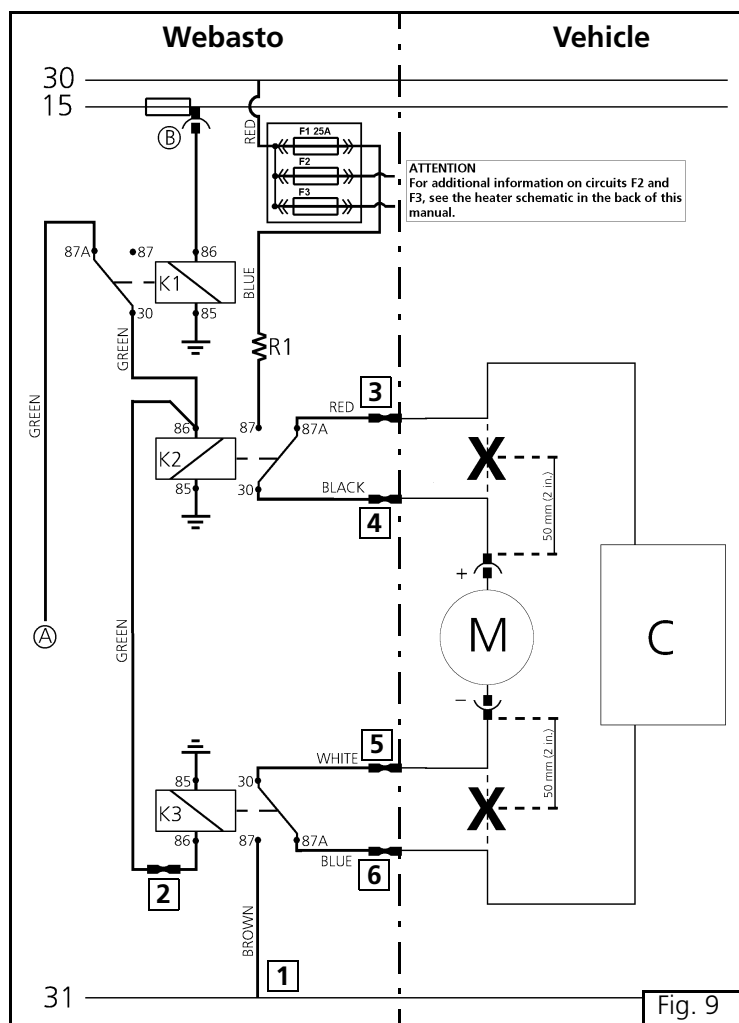 Webasto Vehicle
30
15
B
RED
F1 25A
F2
F3
ATTENTION
For additional information on circuits F2 and
F3, see the heater schematic in the back of this
manual.
87A 87 86
K1
30 85
BLUE
GREEN
R1
GREEN
3
RED
86 87 87A
K2
85 30 BLACK
4
50 mm (2 in.)
+
M
C
A
GREEN
-
5
WHITE
85 30
K3
86 87 87A
BLUE
6
50 mm (2 in.)
2
BROWN
1
31
Fig. 9